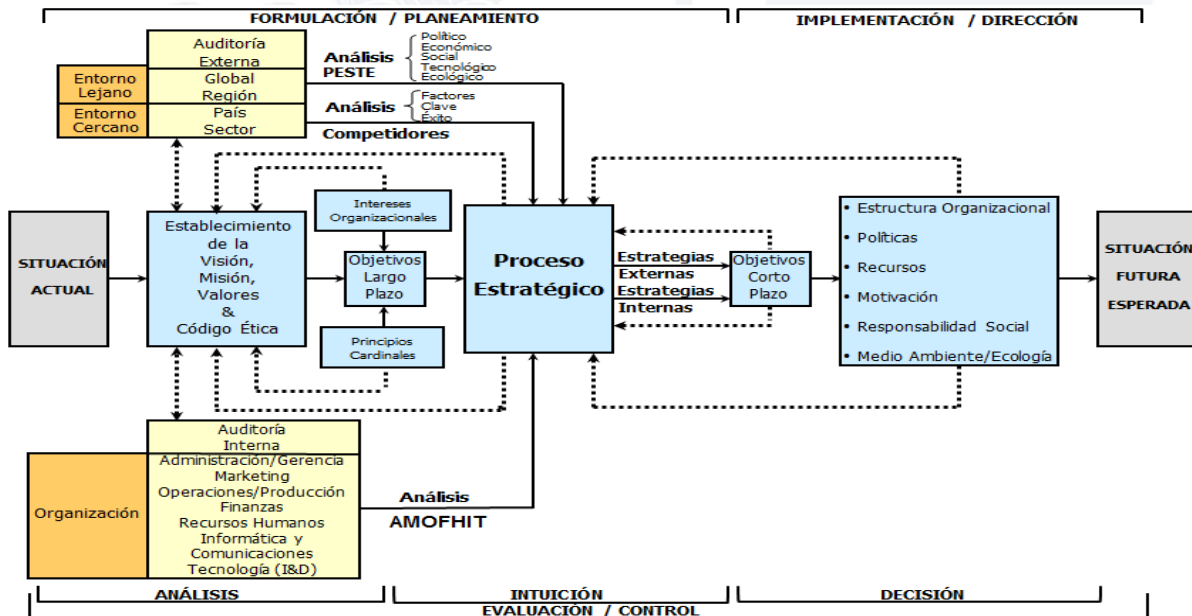 FORMULACIÓN / PLANEAMIENTO
IMPLEMENTACIÓN / DIRECCIÓN
Auditoría
Externa
Entorno
Lejano
Global
Región
Entorno
Cercano
País
Sector
Análisis
PESTE
Político
Económico
Social
Tecnológico
Ecológico
Análisis
Competidores
Factores
Clave
Éxito
SITUACIÓN
ACTUAL
Establecimiento
de la
Visión,
Misión,
Valores
&
Código Ética
Intereses
Organizacionales
Objetivos
Largo
Plazo
Principios
Cardinales
Proceso
Estratégico
Estrategias
Externas
Estrategias
Internas
Objetivos
Corto
Plazo
• Estructura Organizacional
• Políticas
• Recursos
• Motivación
• Responsabilidad Social
• Medio Ambiente/Ecología
SITUACIÓN
FUTURA
ESPERADA
Organización
Auditoría
Interna
Administración/Gerencia
Marketing
Operaciones/Producción
Finanzas
Recursos Humanos
Informática y
Comunicaciones
Tecnología (I&D)
Análisis
AMOFHIT
ANÁLISIS
INTUICIÓN
DECISIÓN
EVALUACIÓN / CONTROL